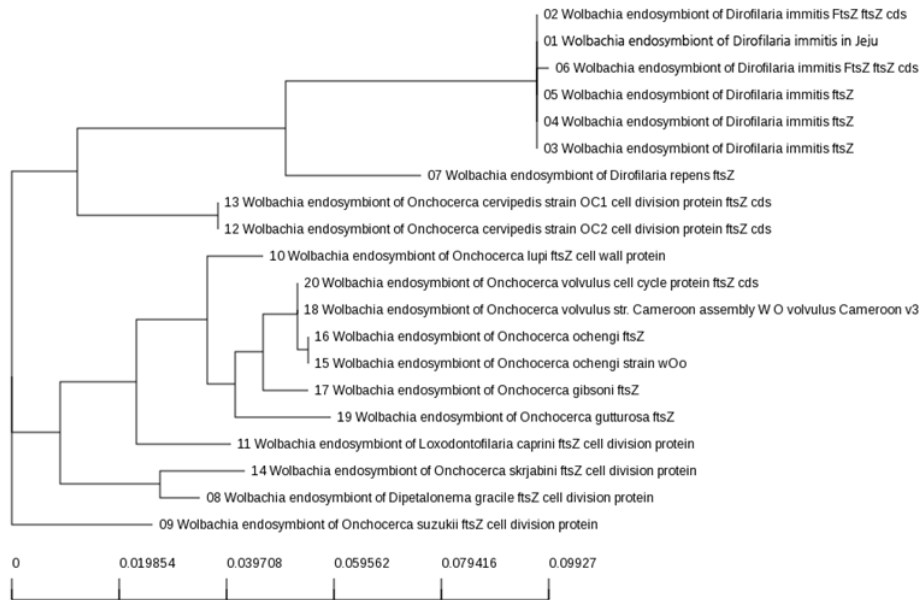 02 Wolbachia endosymbiont of Dirofilaria immitis FtsZ ftsZ cds
01 Wolbachia endosymbiont of Dirofilaria immitis in Jeju
06 Wolbachia endosymbiont of Dirofilaria immitis FtsZ ftsZ cds
05 Wolbachia endosymbiont of Dirofilaria immitis ftsZ
04 Wolbachia endosymbiont of Dirofilaria immitis ftsZ
03 Wolbachia endosymbiont of Dirofilaria immitis ftsZ
07 Wolbachia endosymbiont of Dirofilaria repens ftsZ
13 Wolbachia endosymbiont of Onchocerca cervipedis strain OC1 cell division protein ftsZ cds
12 Wolbachia endosymbiont of Onchocerca cervipedis strain OC2 cell division protein ftsZ cds
10 Wolbachia endosymbiont of Onchocerca lupi ftsZ cell wall protein
20 Wolbachia endosymbiont of Onchocerca volvulus cell cycle protein ftsZ cds
18 Wolbachia endosymbiont of Onchocerca volvulus str. Cameroon assembly W O volvulus Cameroon v3
16 Wolbachia endosymbiont of Onchocerca ochengi ftsZ
15 Wolbachia endosymbiont of Onchocerca ochengi strain wOo
17 Wolbachia endosymbiont of Onchocerca gibsoni ftsZ
19 Wolbachia endosymbiont of Onchocerca gutturosa ftsZ
11 Wolbachia endosymbiont of Loxodontofilaria caprini ftsZ cell division protein
14 Wolbachia endosymbiont of Onchocerca skrjabini ftsZ cell division protein
08 Wolbachia endosymbiont of Dipetalonema gracile ftsZ cell division protein
09 Wolbachia endosymbiont of Onchocerca suzukii ftsZ cell division protein
0 0.019854 0.039708 0.059562 0.079416 0.09927